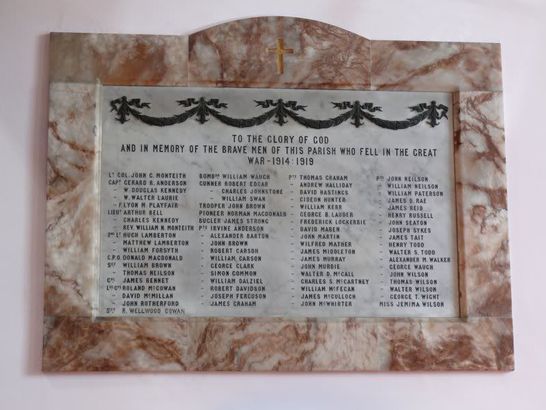 TO THE GLORY OF GOD
AND IN MEMORY OF THE BRAVE MEN OF THIS PARISH WHO FELL IN THE GREAT
WAR - 1914 : 1919
LT COL. JOHN C. MONTEITH
CAPT GERARD R. ANDERSON
" W. DOUGLAS KENNEDY
" W. WALTER LAURIE
" F. LYON M. PLAYFAIR
LIEUT ARTHUR BELL
" CHARLES KENNEDY
" REV. WILLIAM N. MONTEITH
2ND LT HUGH LAMBERTON
" MATTHEW LAMBERTON
" WILLIAM FORSYTH
C.P.O. DONALD MACDONALD
SGT WILLIAM BROWN
" THOMAS NEILSON
CPL JAMES RENNET
LCE CPL ROLAND MCGOWAN
" DAVID MCMILLAN
" JOHN RUTHERFORD
R. WELLWOOD COWAN
BOMBDR WILLIAM WAUGH
GUNNER ROBERT EDGAR
" CHARLES JOHNSTONE
" WILLIAM SWAN
TROOPER JOHN BROWN
PIONEER NORMAN MACDONALD
BUGLER JAMES STRONG
PTE IRVINE ANDERSON
" ALEXANDER BARTON
" JOHN BROWN
" ROBERT CARSON
" WILLIAM CARSON
" GEORGE CLARK
" SIMON COMMON
" WILLIAM DALZIEL
" ROBERT DAVIDSON
" JOSEPH FERGUSON
" JAMES GRAHAM
PTE THOMAS GRAHAM
" ANDREW HALLIDAY
" DAVID HASTINGS
" GIDEON HUNTER
" WILLIAM KERR
" GEORGE B. LAUDER
" FREDERICK LOCKERBIE
" DAVID MABEN
" JOHN MARTIN
" WILFRED MATHER
" JAMES MIDDLETON
" JAMES MURRAY
" JOHN MURDIE
" WALTER D. MCCALL
" CHARLES S. MCCARTNEY
" WILLIAM MCFEGAN
" JAMES MCCULLOCH
" JOHN MCWHIRTER
PTE JOHN NEILSON
" WILLIAM NEILSON
" WILLIAM PATERSON
" JAMES D. RAE
" JAMES REID
" HENRY RUSSELL
" JOHN SEATON
" JOSEPH SYKES
" JAMES TAIT
" HENRY TODD
" WALTER S. TODD
" ALEXANDER M. WALKER
" GEORGE WAUGH
" JOHN WILSON
" THOMAS WILSON
" WALTER WILSON
" GEORGE T. WIGHT
MISS JEMIMA WILSON